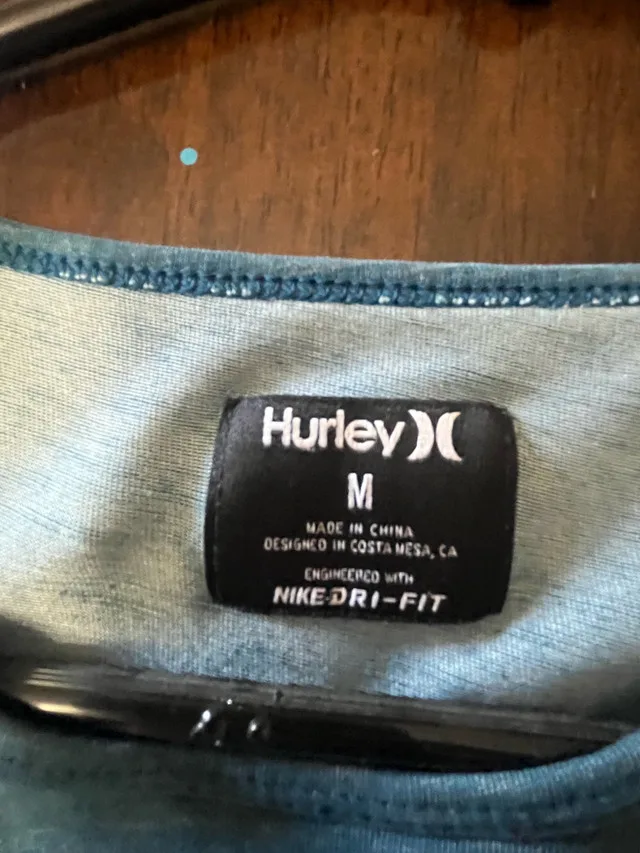 Hurley
M
MADE IN CHINA
DESIGNED IN COSTA MESA, CA
ENGINEERED WITH
NIKE DRI-FIT